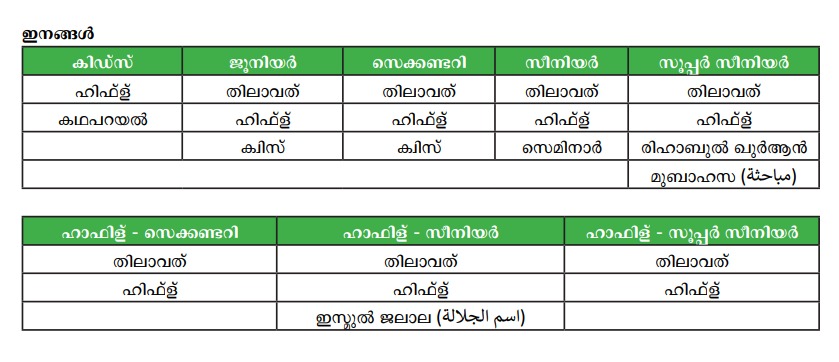 ഇനങ്ങൾ
കിഡ്സ് ജൂനിയർ സെക്കണ്ടറി സീനിയർ സൂപ്പർ സീനിയർ
ഹിഫ്ള് തിലാവത് തിലാവത് തിലാവത് തിലാവത്
കഥപറയൽ ഹിഫ്ള് ഹിഫ്ള് ഹിഫ്ള് ഹിഫ്ള്
ക്വിസ് ക്വിസ് സെമിനാർ രിഹാബുൽ ഖുർആൻ
മുബാഹസ (مباحثة)
ഹാഫിള് - സെക്കണ്ടറി ഹാഫിള് - സീനിയർ ഹാഫിള് - സൂപ്പർ സീനിയർ
തിലാവത് തിലാവത് തിലാവത്
ഹിഫ്ള് ഹിഫ്ള് ഹിഫ്ള്
ഇസ്മുൽ ജലാല (اسم الجلالة)